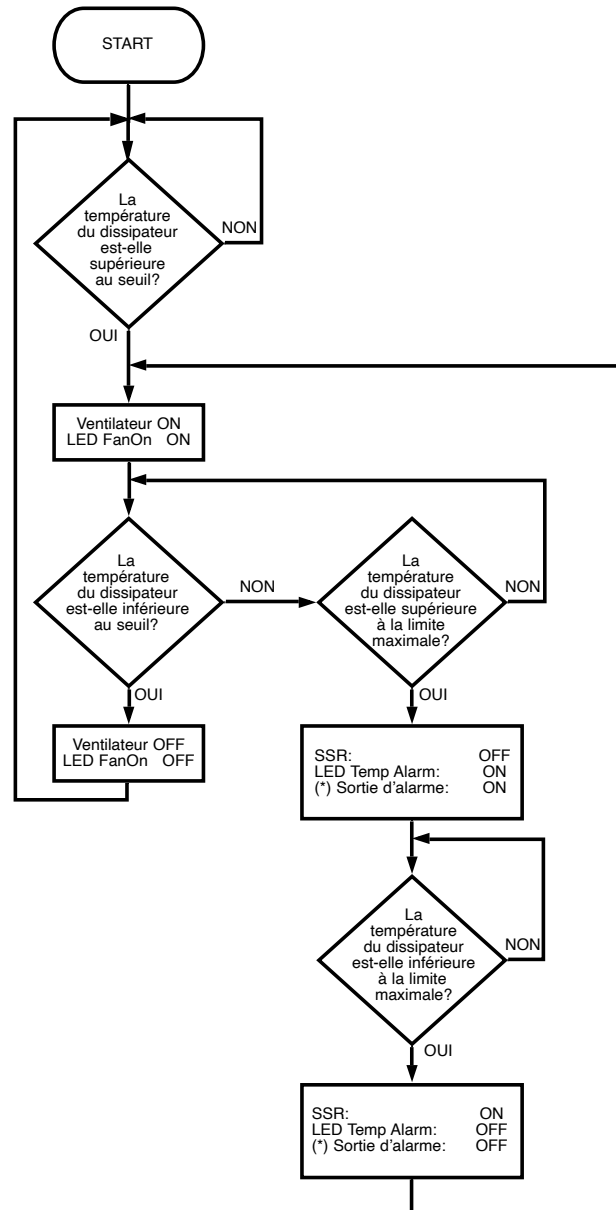 START
La
température
du dissipateur
est-elle
supérieure
au seuil?
NON
OUI
Ventilateur ON
LED FanOn ON
La
température
du dissipateur
est-elle inférieure
au seuil?
NON
La
température
du dissipateur
est-elle supérieure
à la limite
maximale?
NON
OUI
Ventilateur OFF
LED FanOn OFF
OUI
SSR: OFF
LED Temp Alarm: ON
(*) Sortie d'alarme: ON
La
température
du dissipateur
est-elle inférieure
à la limite
maximale?
NON
OUI
SSR: ON
LED Temp Alarm: OFF
(*) Sortie d'alarme: OFF